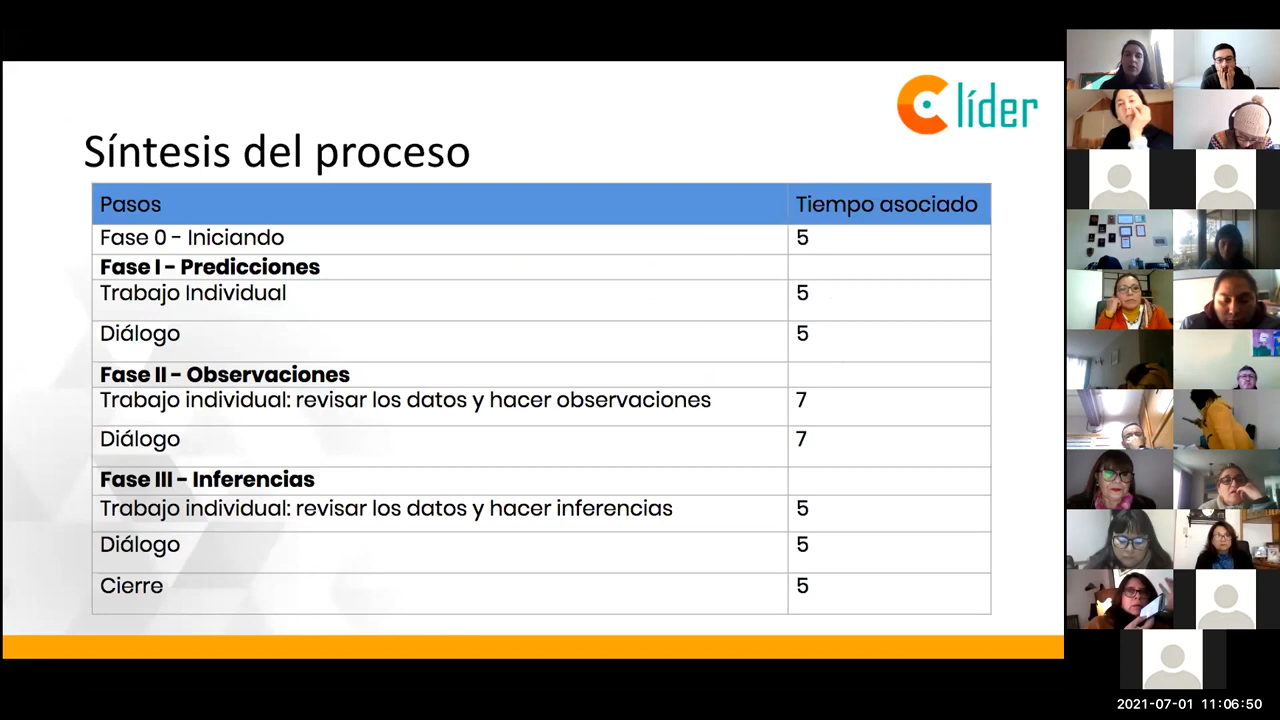 líder
Síntesis del proceso
Pasos Tiempo asociado
Fase 0 - Iniciando 5
Fase I - Predicciones
Trabajo Individual 5
Diálogo 5
Fase II - Observaciones
Trabajo individual: revisar los datos y hacer observaciones 7
Diálogo 7
Fase III - Inferencias
Trabajo individual: revisar los datos y hacer inferencias 5
Diálogo 5
Cierre 5
2021-07-01 11:06:50